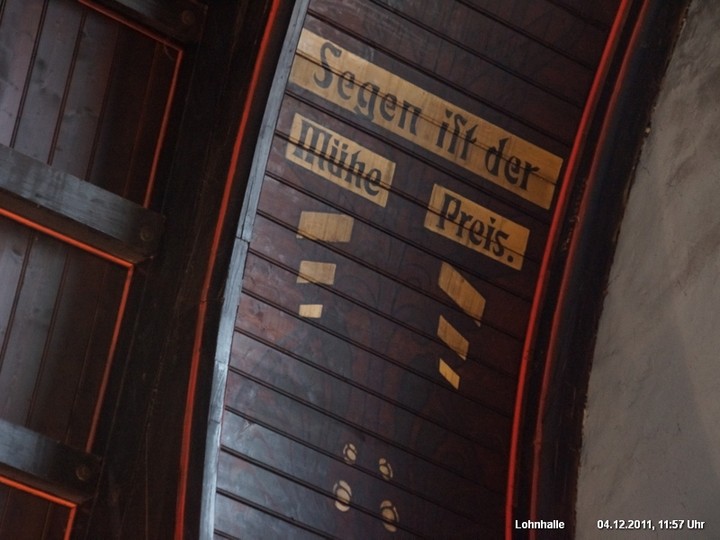 Segen ist der
Mühe Preis.
Lohnhalle 04.12.2011, 11:57 Uhr